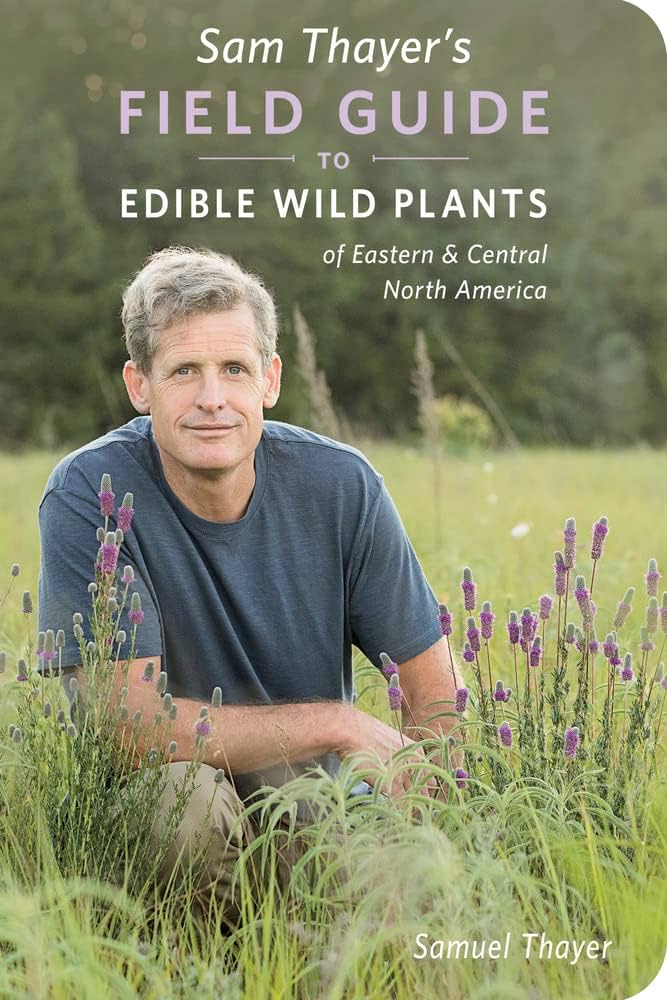 Sam Thayer's
FIELD GUIDE
TO
EDIBLE WILD PLANTS
of Eastern & Central
North America
Samuel Thayer